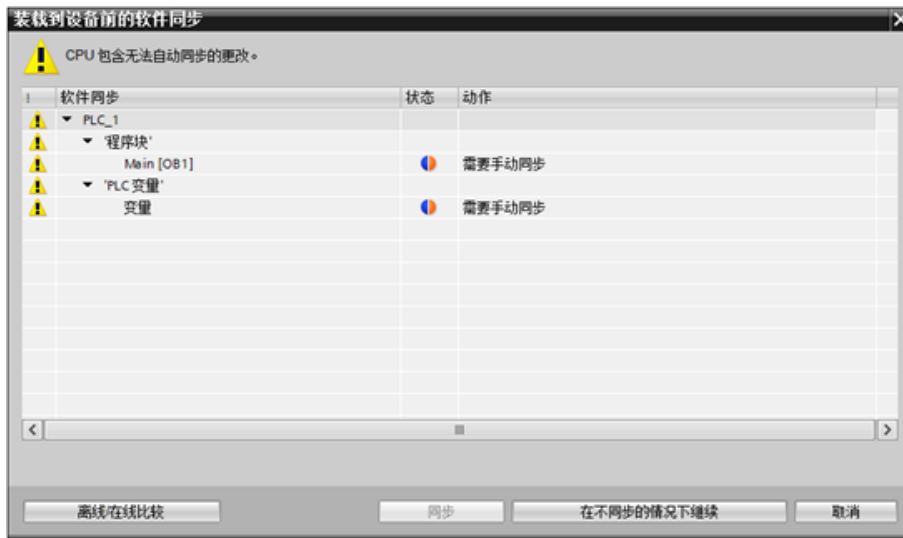 装载到设备前的软件同步
CPU 包含无法自动同步的更改。
! 软件同步 状态 动作
PLC_1
'程序块'
Main [OB1] 需要手动同步
'PLC 变量'
变量 需要手动同步
离线/在线比较 同步 在不同步的情况下继续 取消